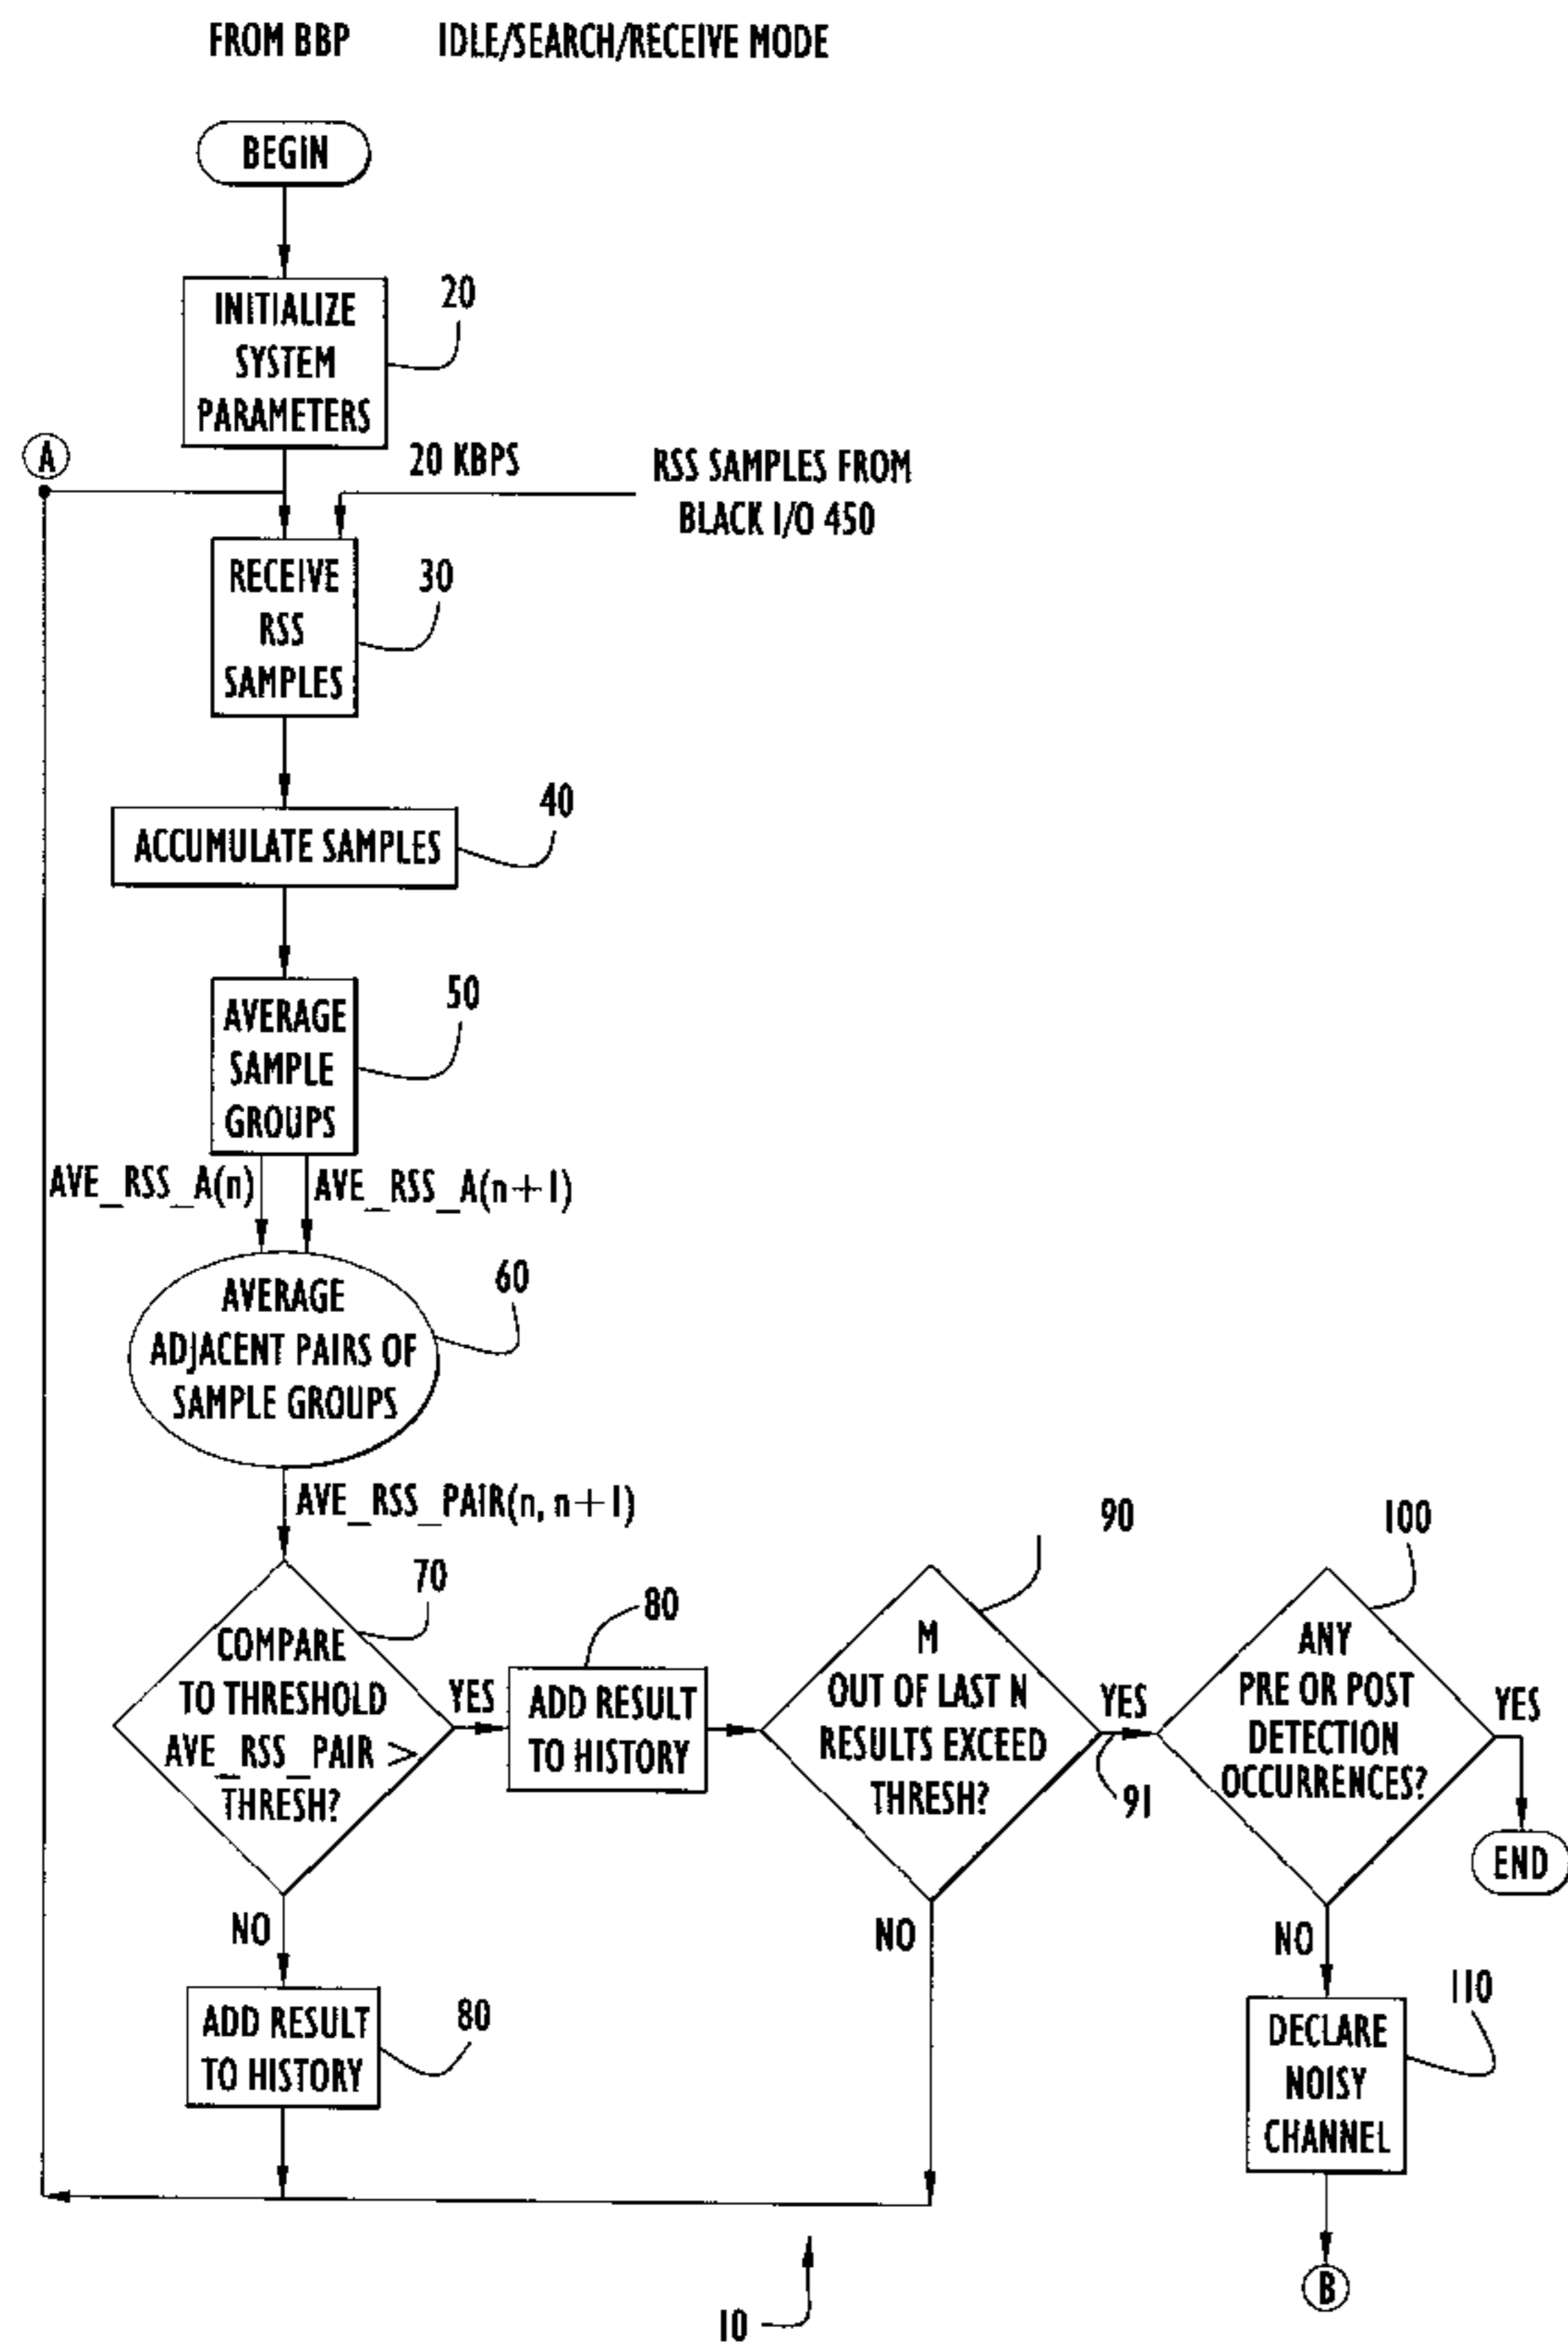 FROM BBP IDLE/SEARCH/RECEIVE MODE
BEGIN
INITIALIZE
SYSTEM
PARAMETERS
20
A
20 KBPS
RSS SAMPLES FROM
BLACK I/O 450
RECEIVE
RSS
SAMPLES
30
ACCUMULATE SAMPLES
40
AVERAGE
SAMPLE
GROUPS
50
AVE_RSS_A(n)
AVE_RSS_A(n+1)
AVERAGE
ADJACENT PAIRS OF
SAMPLE GROUPS
60
AVE_RSS_PAIR(n, n+1)
COMPARE
TO THRESHOLD
AVE_RSS_PAIR >
THRESH?
70
YES
ADD RESULT
TO HISTORY
80
M
OUT OF LAST N
RESULTS EXCEED
THRESH?
90
YES
91
ANY
PRE OR POST
DETECTION
OCCURRENCES?
100
YES
END
NO
ADD RESULT
TO HISTORY
80
NO
NO
DECLARE
NOISY
CHANNEL
110
B
10